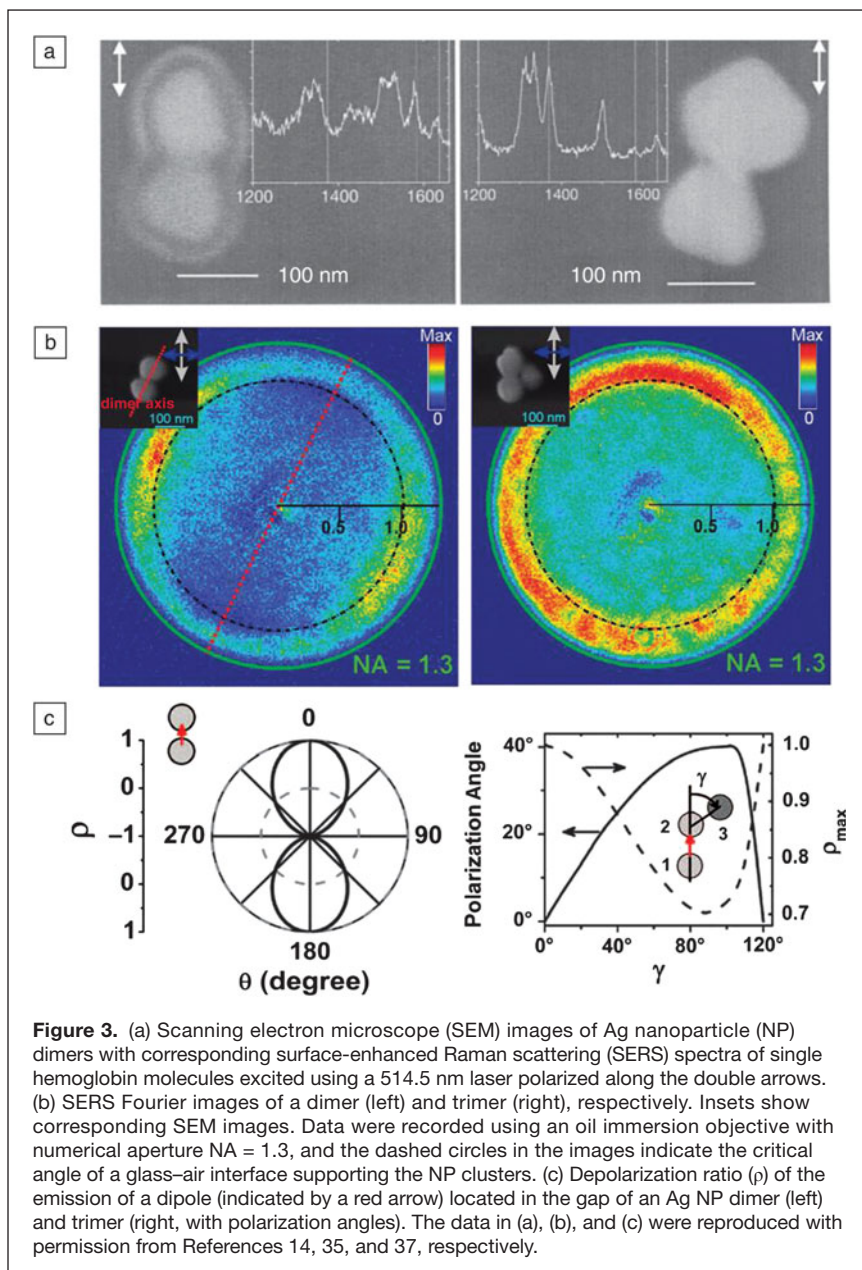 a
1200 1400 1600
1200 1400 1600
100 nm
100 nm
b
dimer axis
100 nm
Max
0
0.5 1.0
NA = 1.3
100 nm
Max
0
0.5 1.0
NA = 1.3
c
ρ
1
0
–1
0
1
0
270
90
180
θ (degree)
Polarization Angle
40°
20°
0°
γ
2
3
1
1.0
0.9
0.8
0.7
ρmax
0° 40° 80° 120°
γ
Figure 3. (a) Scanning electron microscope (SEM) images of Ag nanoparticle (NP)
dimers with corresponding surface-enhanced Raman scattering (SERS) spectra of single
hemoglobin molecules excited using a 514.5 nm laser polarized along the double arrows.
(b) SERS Fourier images of a dimer (left) and trimer (right), respectively. Insets show
corresponding SEM images. Data were recorded using an oil immersion objective with
numerical aperture NA = 1.3, and the dashed circles in the images indicate the critical
angle of a glass–air interface supporting the NP clusters. (c) Depolarization ratio (ρ) of the
emission of a dipole (indicated by a red arrow) located in the gap of an Ag NP dimer (left)
and trimer (right, with polarization angles). The data in (a), (b), and (c) were reproduced with
permission from References 14, 35, and 37, respectively.